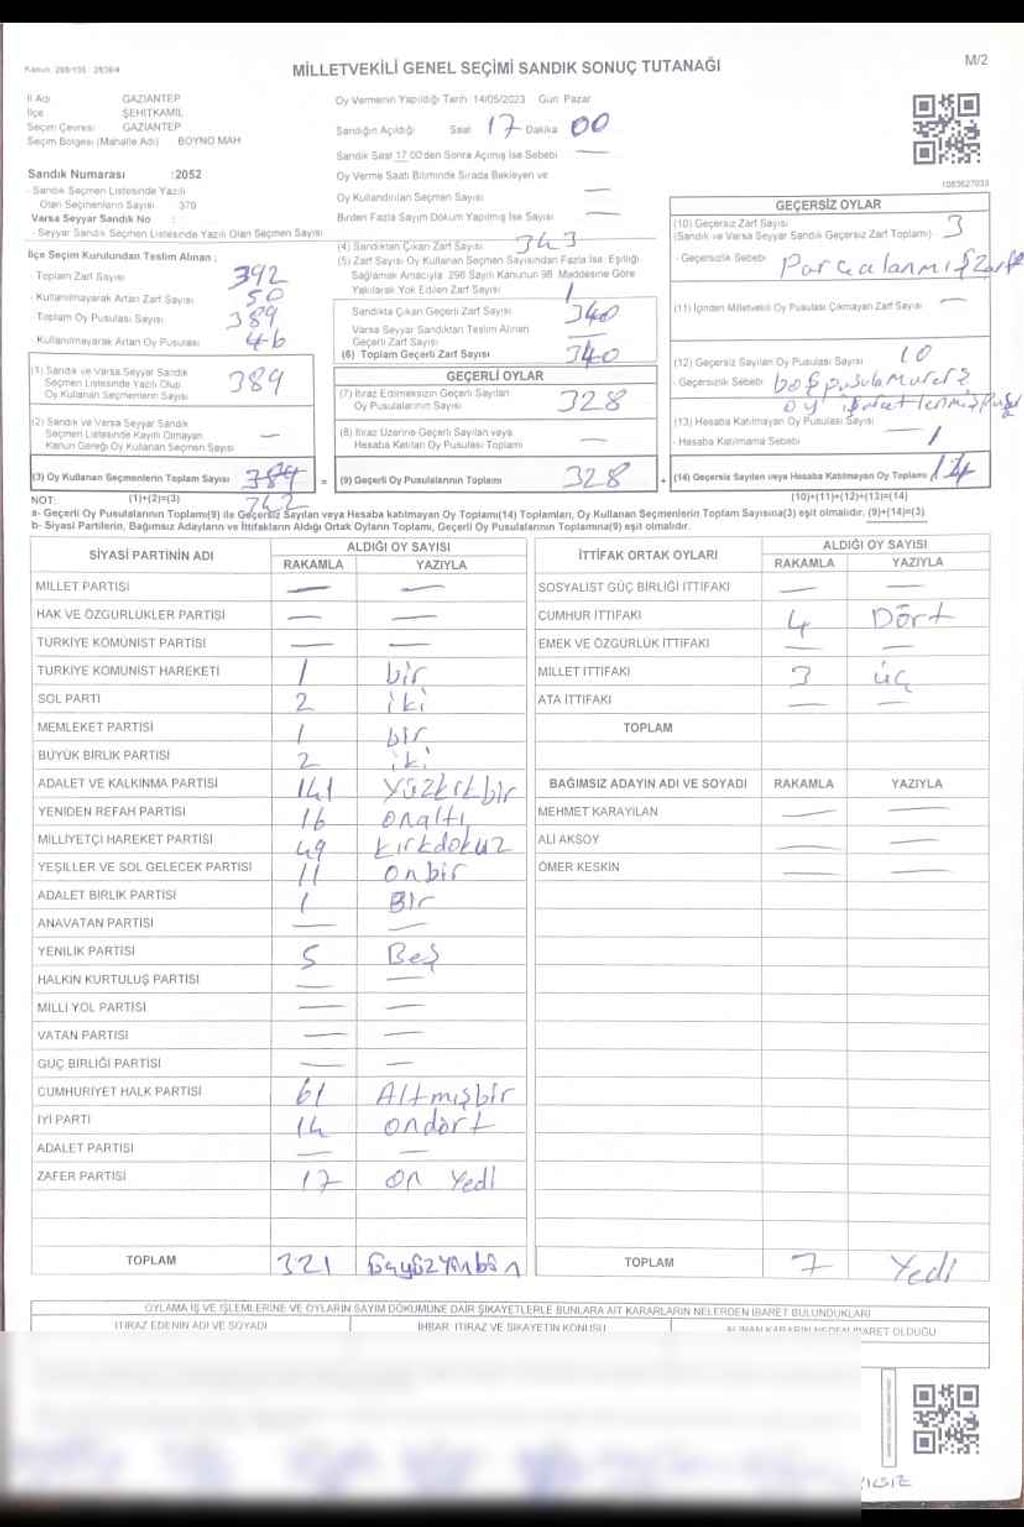 MİLLETVEKİLİ GENEL SEÇİMİ SANDIK SONUÇ TUTANAĞI
M/2
İl Adı GAZİANTEP
İlçe ŞEHİTKAMİL
Seçim Çevresi GAZİANTEP
Seçim Bölgesi (Mahalle Adı) BOYNO MAH
Sandık Numarası :2052
- Sandık Seçmen Listesinde Yazılı
Olan Seçmenlerin Sayısı 379
Varsa Seyyar Sandık No :
- Seyyar Sandık Seçmen Listesinde Yazılı Olan Seçmen Sayısı
İlçe Seçim Kurulundan Teslim Alınan :
- Toplam Zarf Sayısı 392
- Kullanılmayarak Artan Zarf Sayısı 50
- Toplam Oy Pusulası Sayısı 389
- Kullanılmayarak Artan Oy Pusulası 46
(1) Sandık ve Varsa Seyyar Sandık
Seçmen Listesinde Yazılı Olup
Oy Kullanan Seçmenlerin Sayısı 389
(2) Sandık ve Varsa Seyyar Sandık
Seçmen Listesinde Kayıtlı Olmayan
Kanun Gereği Oy Kullanan Seçmen Sayısı —
(3) Oy Kullanan Seçmenlerin Toplam Sayısı 342
Oy Vermenin Yapıldığı Tarih 14/05/2023 Gün: Pazar
Sandığın Açıldığı Saat 17 Dakika 00
Sandık Saat 17.00'den Sonra Açılmış İse Sebebi —
Oy Verme Saati Bitiminde Sırada Bekleyen ve
Oy Kullandırılan Seçmen Sayısı —
Birden Fazla Sayım Döküm Yapılmış İse Sayısı —
(4) Sandıktan Çıkan Zarf Sayısı 343
(5) Zarf Sayısı Oy Kullanan Seçmen Sayısından Fazla İse, Eşitliği
Sağlamak Amacıyla 298 Sayılı Kanunun 98. Maddesine Göre
Yakılarak Yok Edilen Zarf Sayısı 1
Sandıkta Çıkan Geçerli Zarf Sayısı 340
Varsa Seyyar Sandıktan Teslim Alınan
Geçerli Zarf Sayısı —
(6) Toplam Geçerli Zarf Sayısı 340
GEÇERLİ OYLAR
(7) İtiraz Edilmeksizin Geçerli Sayılan
Oy Pusulalarının Sayısı 328
(8) İtiraz Üzerine Geçerli Sayılan veya
Hesaba Katılan Oy Pusulası Toplamı —
= (9) Geçerli Oy Pusulalarının Toplamı 328
1083627033
GEÇERSİZ OYLAR
(10) Geçersiz Zarf Sayısı 3
(Sandık ve Varsa Seyyar Sandık Geçersiz Zarf Toplamı)
- Geçersizlik Sebebi Parçalanmış Zarf
(11) İçinden Milletvekili Oy Pusulası Çıkmayan Zarf Sayısı —
(12) Geçersiz Sayılan Oy Pusulası Sayısı 10
- Geçersizlik Sebebi boş pusula
oy
(13) Hesaba Katılmayan Oy Pusulası Sayısı 1
- Hesaba Katılmama Sebebi
+ (14) Geçersiz Sayılan veya Hesaba Katılmayan Oy Toplamı 14
NOT: (1)+(2)=(3)
(10)+(11)+(12)+(13)=(14)
a- Geçerli Oy Pusulalarının Toplamı(9) ile Geçersiz Sayılan veya Hesaba katılmayan Oy Toplamı(14) Toplamları, Oy Kullanan Seçmenlerin Toplam Sayısına(3) eşit olmalıdır. (9)+(14)=(3)
b- Siyasi Partilerin, Bağımsız Adayların ve İttifakların Aldığı Ortak Oyların Toplamı, Geçerli Oy Pusulalarının Toplamına(9) eşit olmalıdır.
SİYASİ PARTİNİN ADI ALDIĞI OY SAYISI
RAKAMLA YAZIYLA
MİLLET PARTİSİ — —
HAK VE ÖZGÜRLÜKLER PARTİSİ — —
TÜRKİYE KOMÜNİST PARTİSİ — —
TÜRKİYE KOMÜNİST HAREKETİ 1 bir
SOL PARTİ 2 iki
MEMLEKET PARTİSİ 1 bir
BÜYÜK BİRLİK PARTİSİ 2 iki
ADALET VE KALKINMA PARTİSİ 141 yüzkırkbir
YENİDEN REFAH PARTİSİ 16 onaltı
MİLLİYETÇİ HAREKET PARTİSİ 49 kırkdokuz
YEŞİLLER VE SOL GELECEK PARTİSİ 11 onbir
ADALET BİRLİK PARTİSİ 1 Bir
ANAVATAN PARTİSİ — —
YENİLİK PARTİSİ 5 Beş
HALKIN KURTULUŞ PARTİSİ — —
MİLLİ YOL PARTİSİ — —
VATAN PARTİSİ — —
GÜÇ BİRLİĞİ PARTİSİ — —
CUMHURİYET HALK PARTİSİ 61 Altmışbir
İYİ PARTİ 14 ondört
ADALET PARTİSİ — —
ZAFER PARTİSİ 17 on Yedi
TOPLAM 321
İTTİFAK ORTAK OYLARI ALDIĞI OY SAYISI
RAKAMLA YAZIYLA
SOSYALİST GÜÇ BİRLİĞİ İTTİFAKI — —
CUMHUR İTTİFAKI 4 Dört
EMEK VE ÖZGÜRLÜK İTTİFAKI — —
MİLLET İTTİFAKI 3 üç
ATA İTTİFAKI — —
TOPLAM
BAĞIMSIZ ADAYIN ADI VE SOYADI RAKAMLA YAZIYLA
MEHMET KARAYILAN — —
ALİ AKSOY — —
ÖMER KESKİN — —
TOPLAM 7 Yedi
OYLAMA İŞ VE İŞLEMLERİNE VE OYLARIN SAYIM DÖKÜMÜNE DAİR ŞİKAYETLERLE BUNLARA AİT KARARLARIN NELERDEN İBARET BULUNDUKLARI
İTİRAZ EDENİN ADI VE SOYADI İHBAR, İTİRAZ VE ŞİKAYETİN KONUSU ALINAN KARARIN NEDEN İBARET OLDUĞU